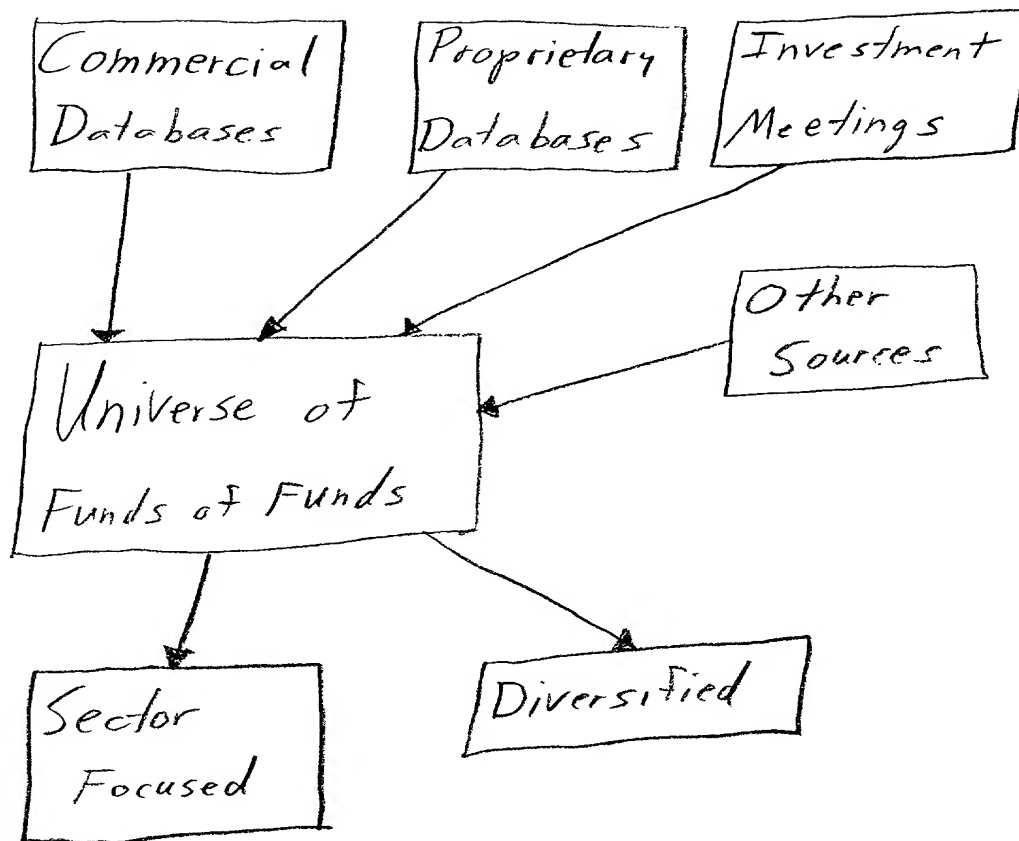 Commercial
Databases
Proprietary
Databases
Investment
Meetings
Other
Sources
Universe of
Funds of Funds
Sector
Focused
Diversified